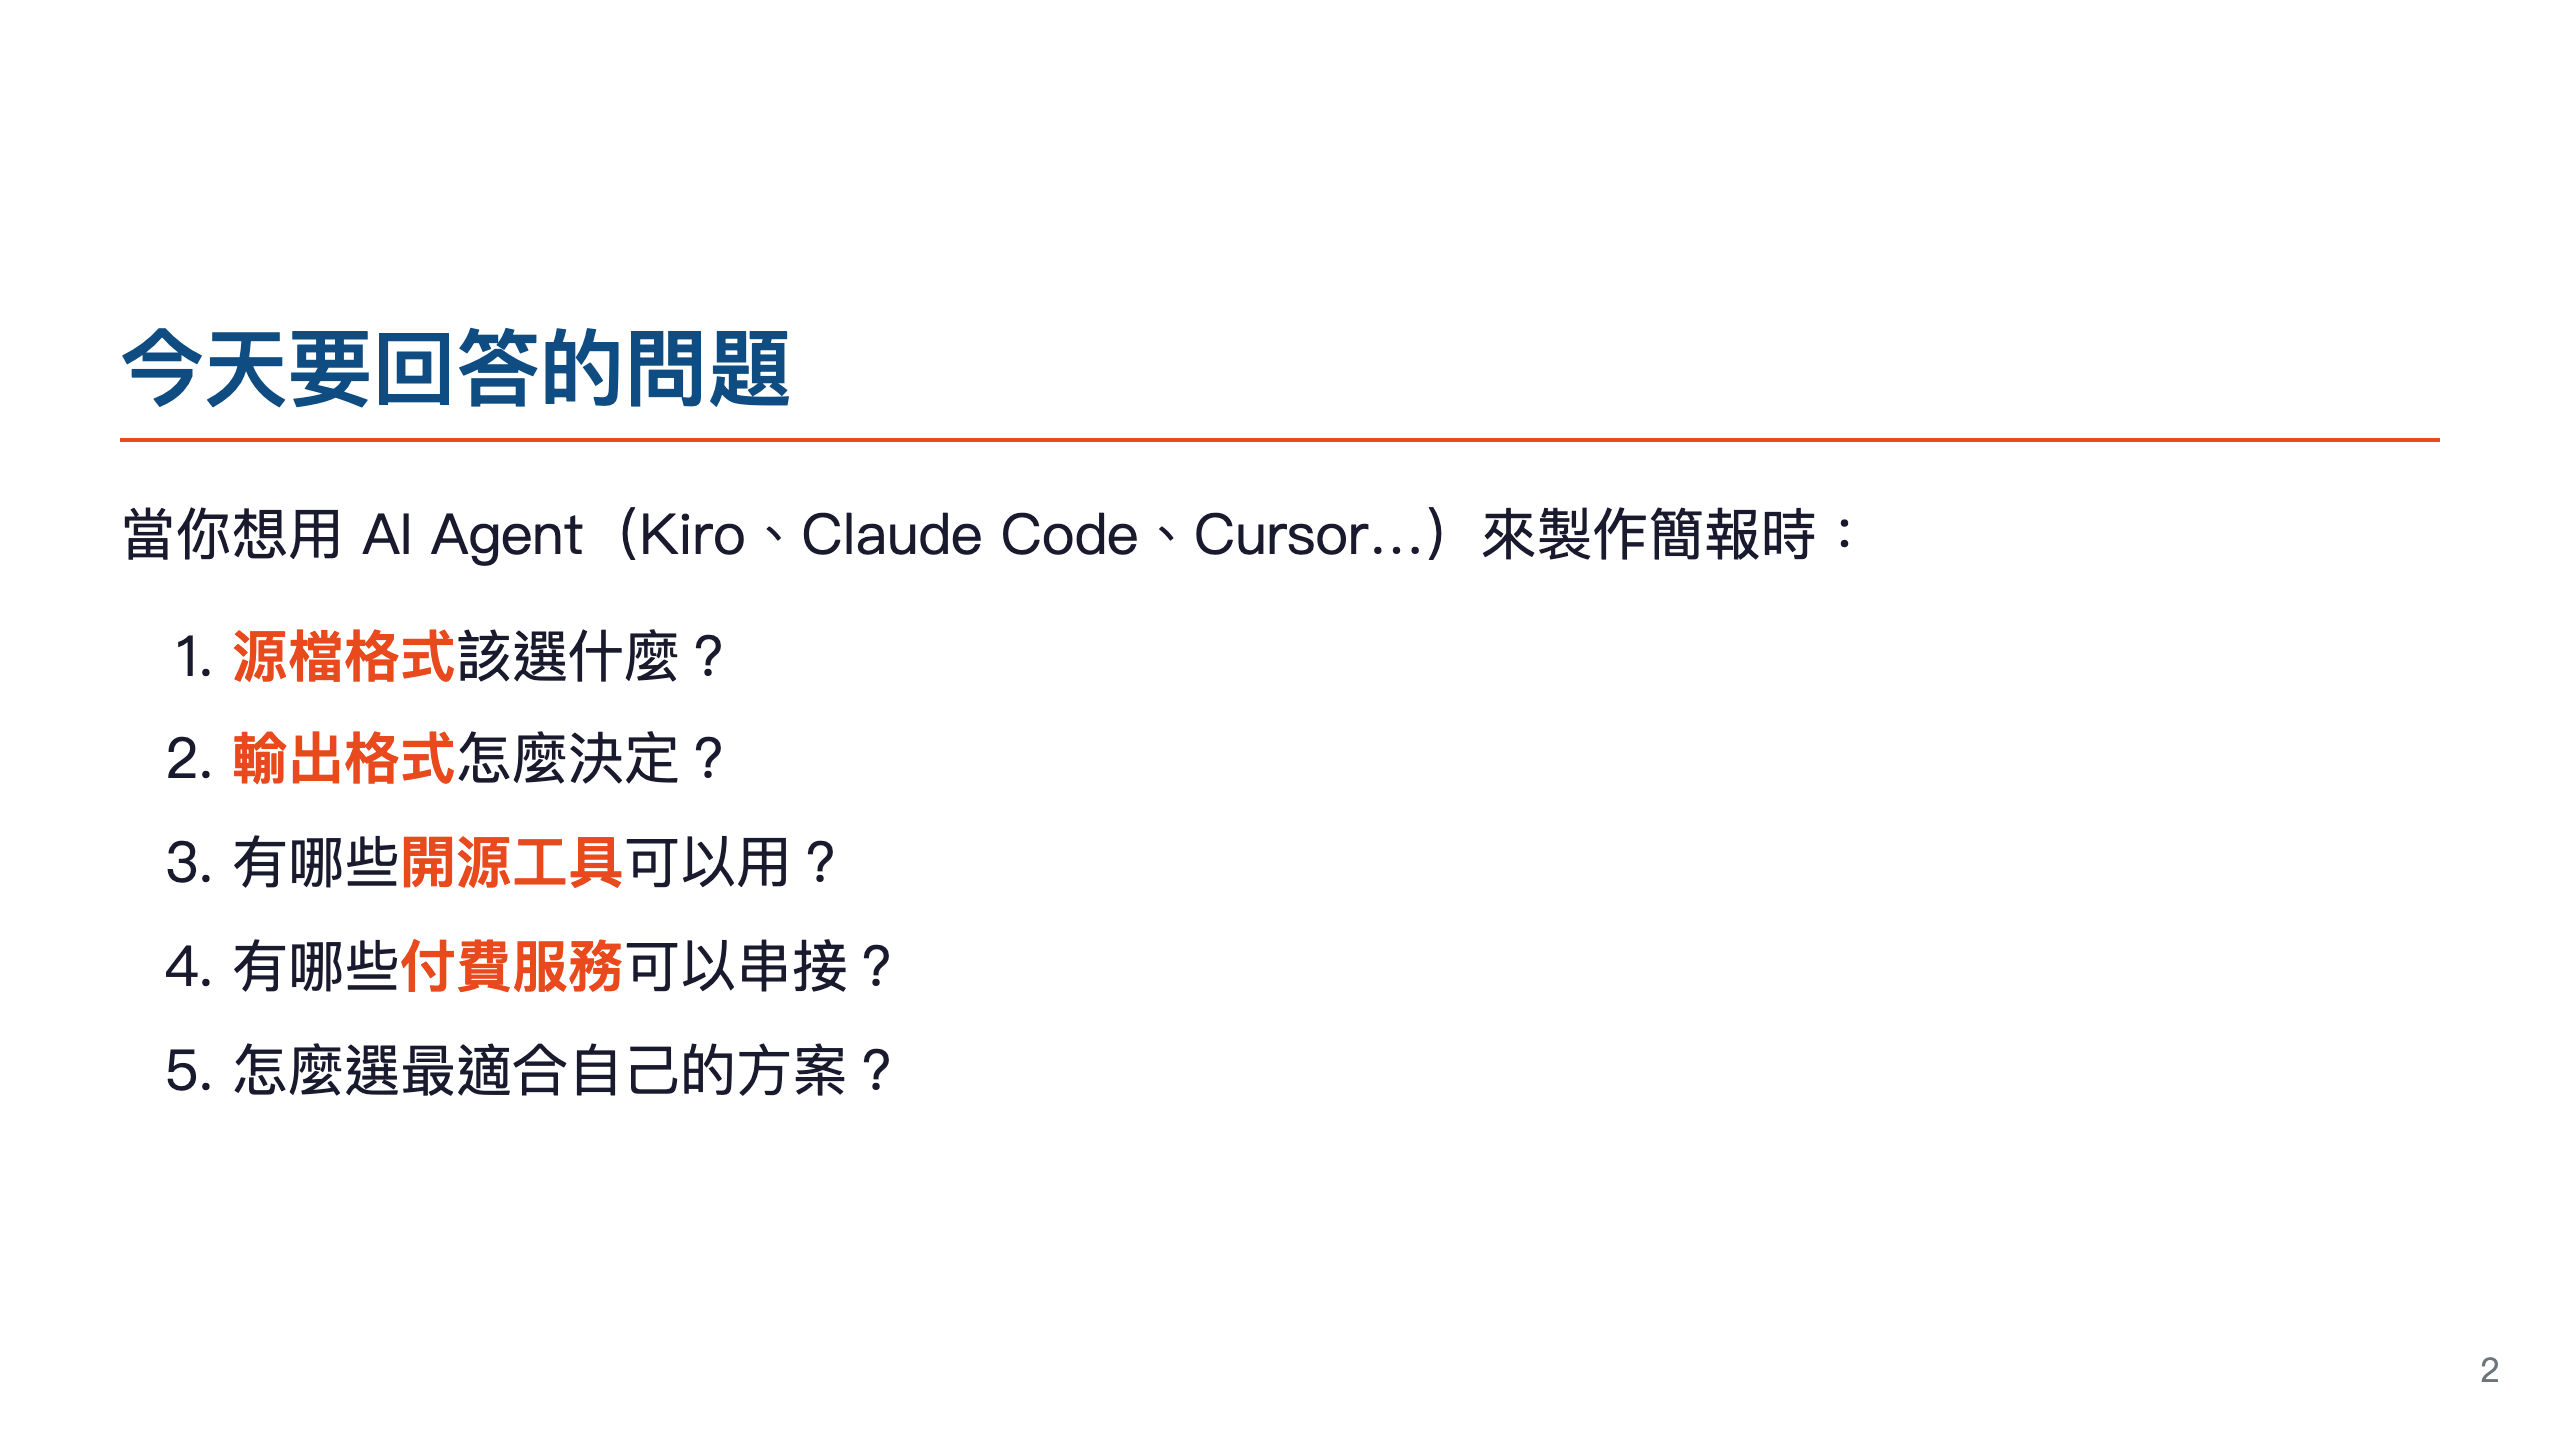 今天要回答的問題
當你想用 AI Agent（Kiro、Claude Code、Cursor...）來製作簡報時：
1. 源檔格式該選什麼？
2. 輸出格式怎麼決定？
3. 有哪些開源工具可以用？
4. 有哪些付費服務可以串接？
5. 怎麼選最適合自己的方案？
2